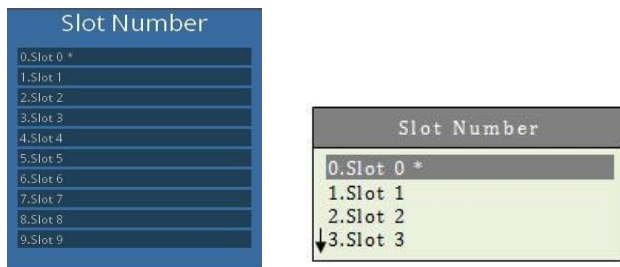 Slot Number
0.Slot 0 *
1.Slot 1
2.Slot 2
3.Slot 3
4.Slot 4
5.Slot 5
6.Slot 6
7.Slot 7
8.Slot 8
9.Slot 9
Slot Number
0.Slot 0 *
1.Slot 1
2.Slot 2
3.Slot 3